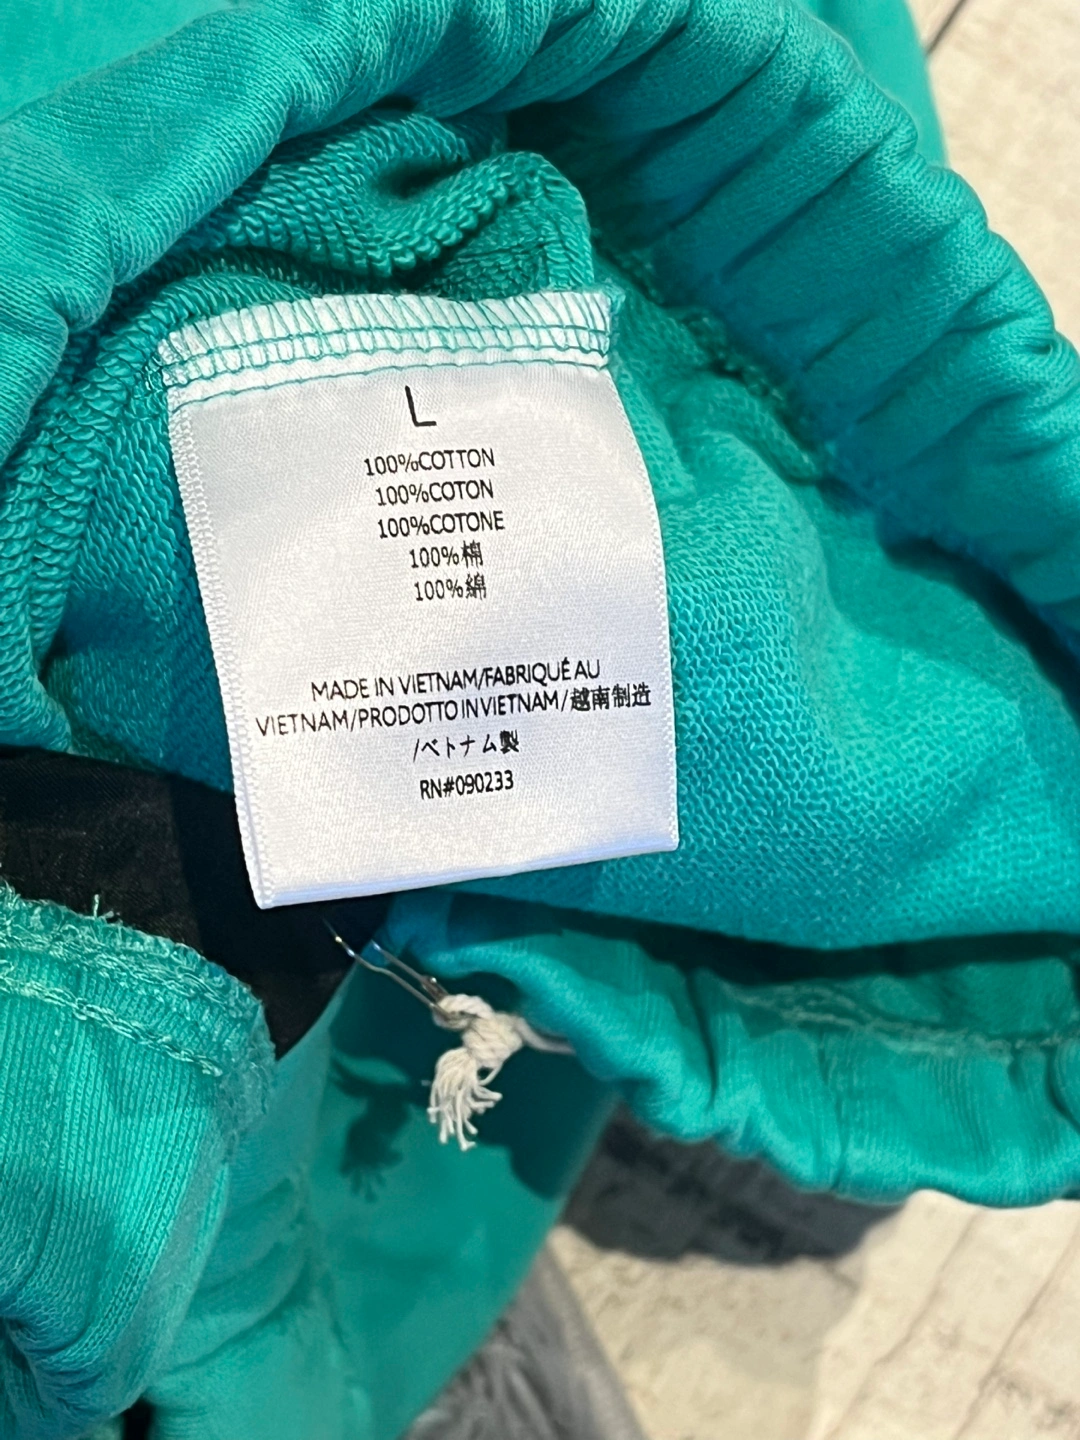 L
100%COTTON
100%COTON
100%COTONE
100%棉
100%綿
MADE IN VIETNAM/FABRIQUÉ AU
VIETNAM/PRODOTTO IN VIETNAM/越南制造
/ベトナム製
RN#090233